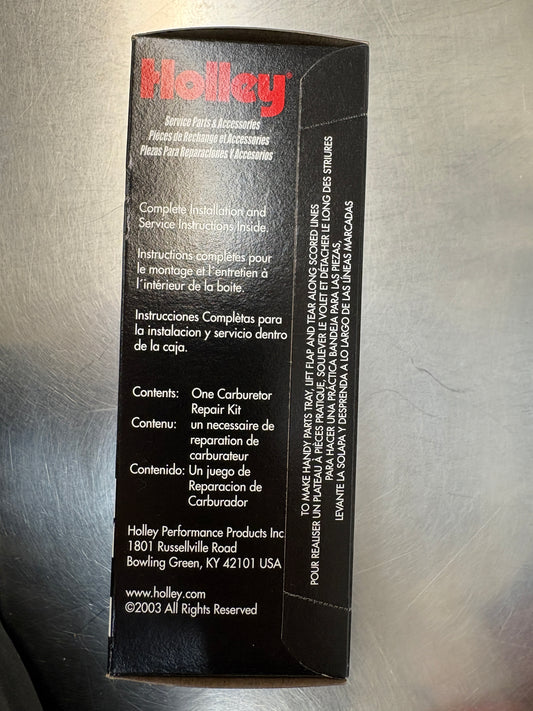 Holley®
Service Parts & Accessories
Pièces de Rechange et Accessories
Piezas Para Reparaciones Y Accesorios
Complete Installation and
Service Instructions Inside.
Instructions complètes pour
le montage et l'entretien à
l'intérieur de la boite.
Instrucciones Complètas para
la instalacion y servicio dentro
de la caja.
Contents: One Carburetor
Repair Kit
Contenu: un necessaire de
reparation de
carburateur
Contenido: Un juego de
Reparacion de
Carburador
Holley Performance Products Inc
1801 Russellville Road
Bowling Green, KY 42101 USA
www.holley.com
©2003 All Rights Reserved
TO MAKE HANDY PARTS TRAY, LIFT FLAP AND TEAR ALONG SCORED LINES
POUR REALISER UN PLATEAU À PIÈCES PRATIQUE, SOULEVER LE VOLET ET DÉTACHER LE LONG DES STRIURES
PARA HACER UNA PRÁCTICA BANDEJA PARA LAS PIEZAS,
LEVANTE LA SOLAPA Y DESPRENDA A LO LARGO DE LAS LÍNEAS MARCADAS